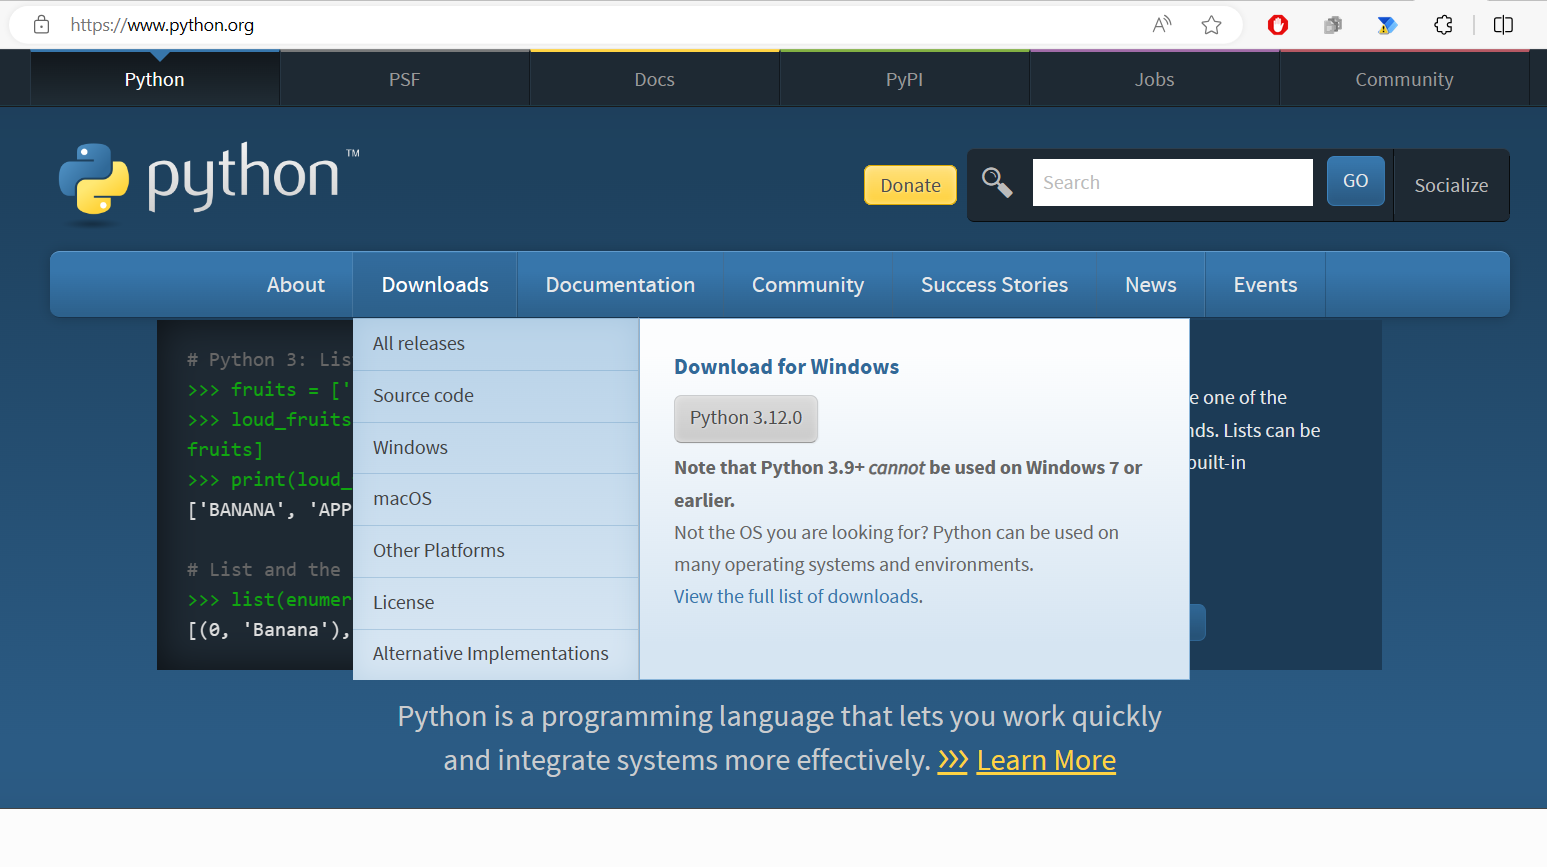 https://www.python.org
Python
PSF
Docs
PyPI
Jobs
Community
python™
Donate
Search
GO
Socialize
About
Downloads
Documentation
Community
Success Stories
News
Events
# Python 3: Lis
>>> fruits = ['
>>> loud_fruits
fruits]
>>> print(loud_
['BANANA', 'APP
# List and the
>>> list(enumer
[(0, 'Banana'),
All releases
Source code
Windows
macOS
Other Platforms
License
Alternative Implementations
Download for Windows
Python 3.12.0
Note that Python 3.9+ cannot be used on Windows 7 or
earlier.
Not the OS you are looking for? Python can be used on
many operating systems and environments.
View the full list of downloads.
e one of the
nds. Lists can be
built-in
Python is a programming language that lets you work quickly
and integrate systems more effectively. >>> Learn More